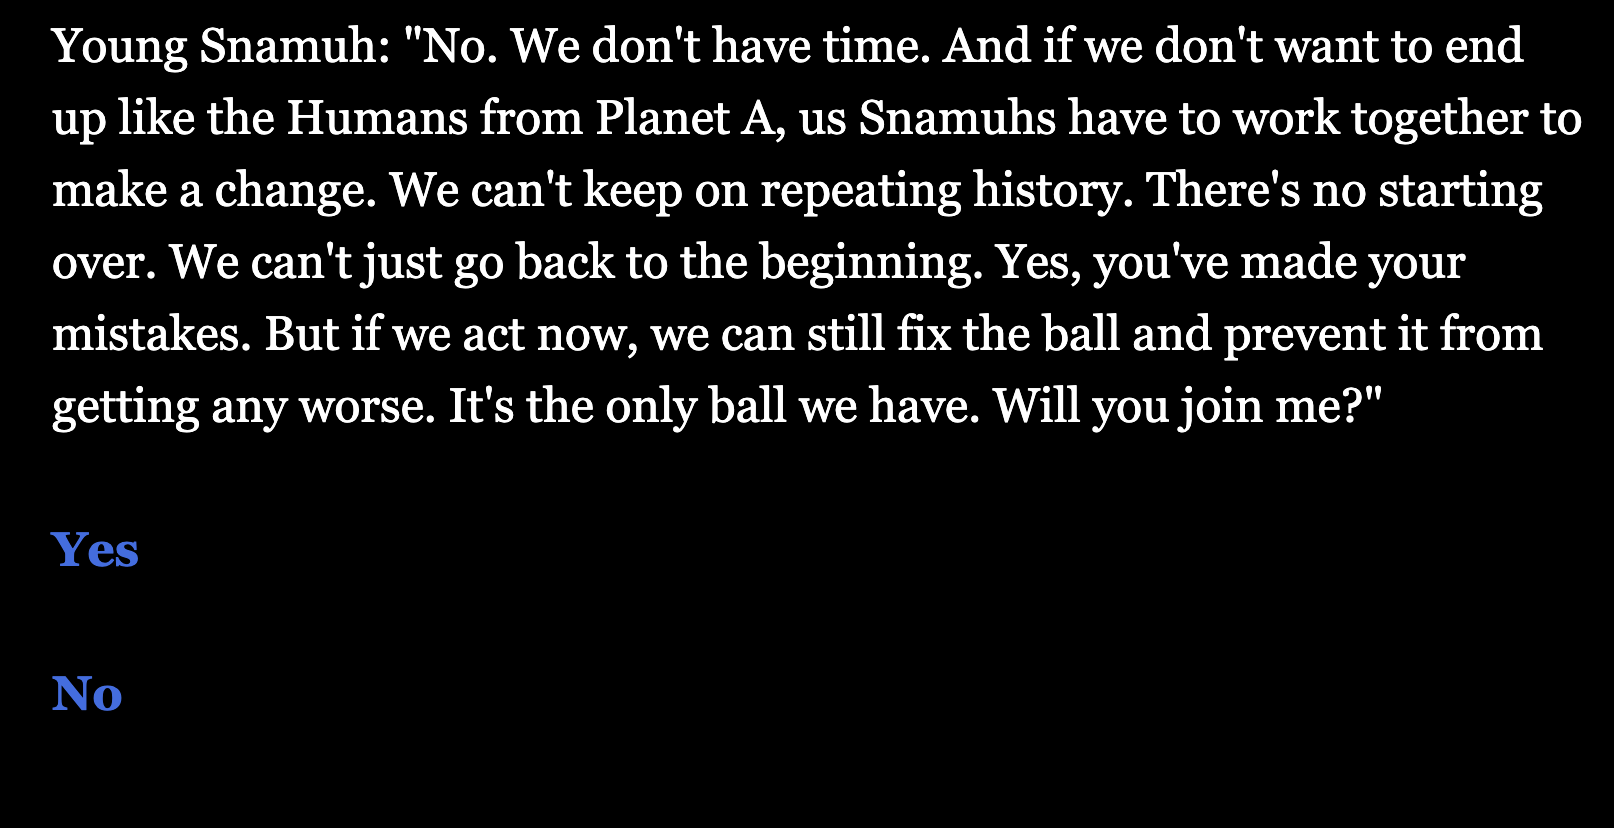 Young Snamuh: "No. We don't have time. And if we don't want to end
up like the Humans from Planet A, us Snamuhs have to work together to
make a change. We can't keep on repeating history. There's no starting
over. We can't just go back to the beginning. Yes, you've made your
mistakes. But if we act now, we can still fix the ball and prevent it from
getting any worse. It's the only ball we have. Will you join me?"
Yes
No